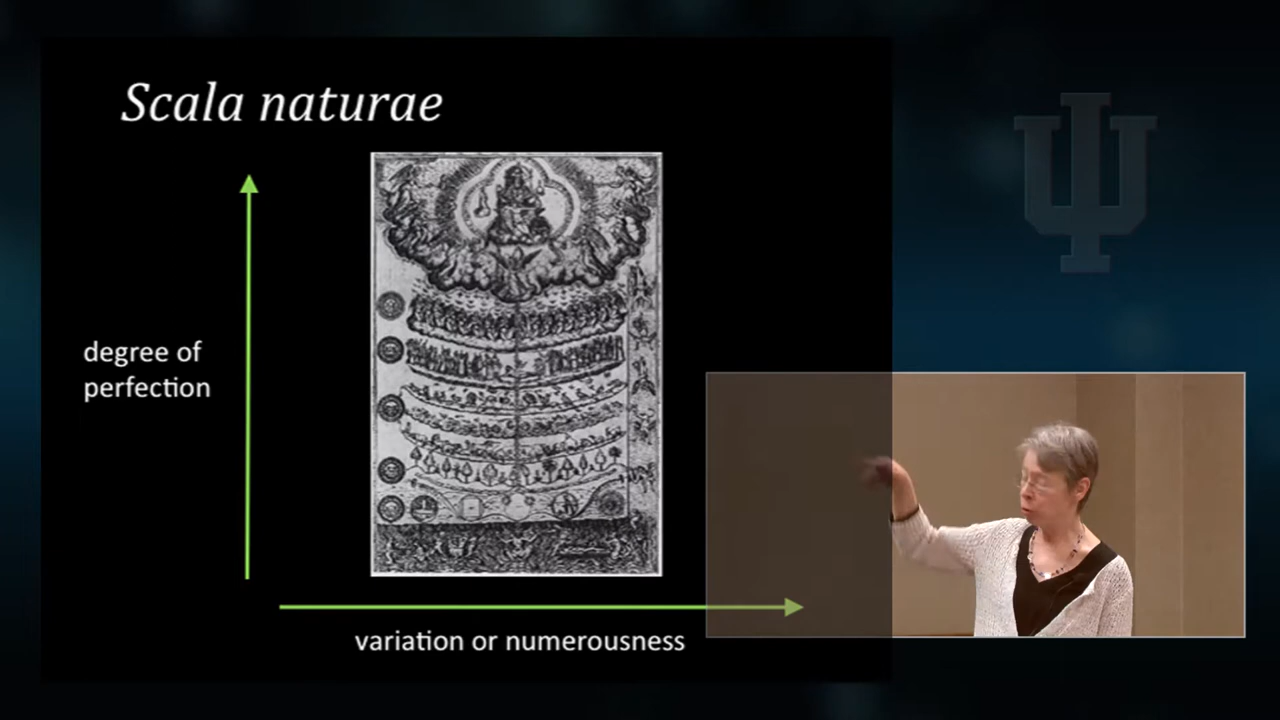 Scala naturae
degree of
perfection
variation or numerousness